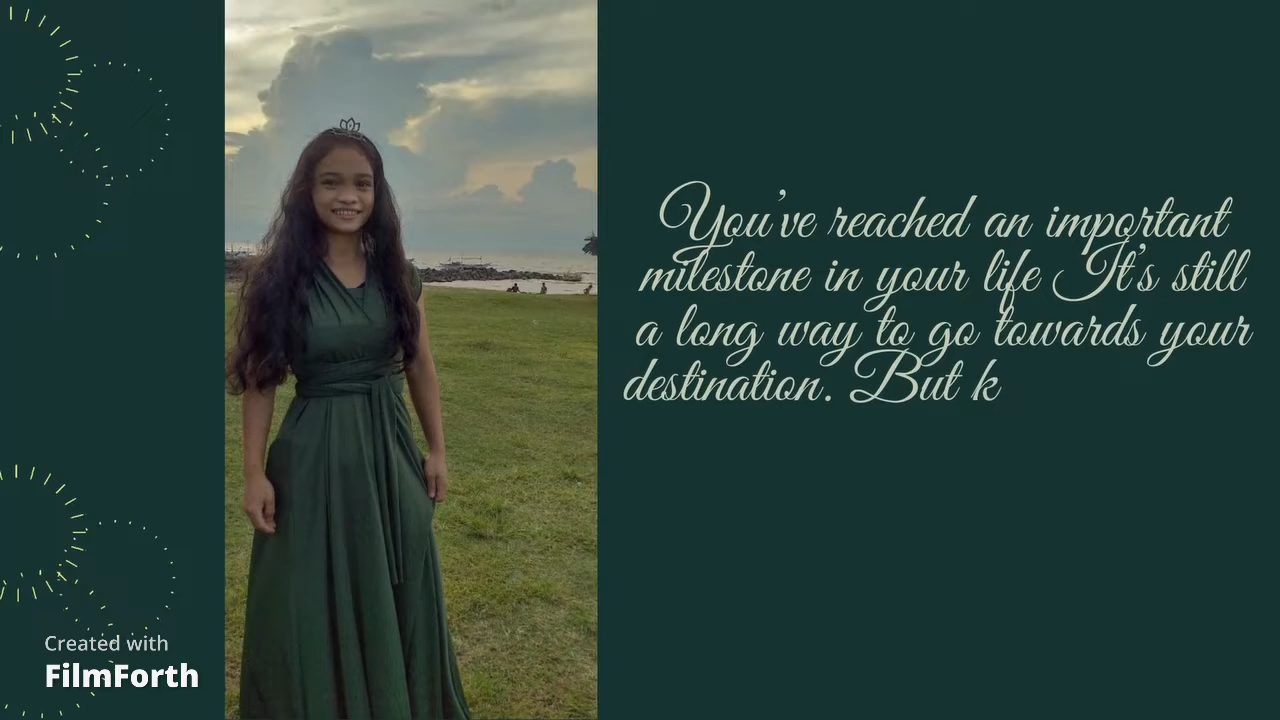 You've reached an important
milestone in your life It's still
a long way to go towards your
destination. But k
Created with
FilmForth